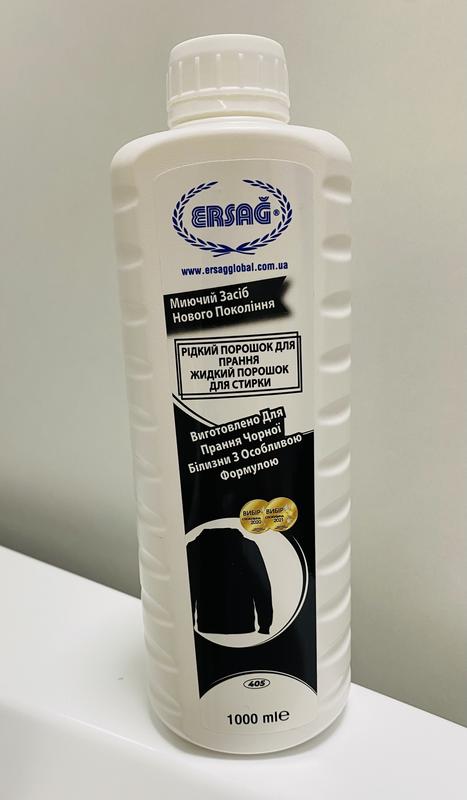 ERSAĞ®
www.ersagglobal.com.ua
Миючий Засіб
Нового Покоління
РІДКИЙ ПОРОШОК ДЛЯ
ПРАННЯ
ЖИДКИЙ ПОРОШОК
ДЛЯ СТИРКИ
Виготовлено Для
Прання Чорної
Білизни З Особливою
Формулою
ВИБІР ВИБІР
2020 2021
405
1000 ml℮